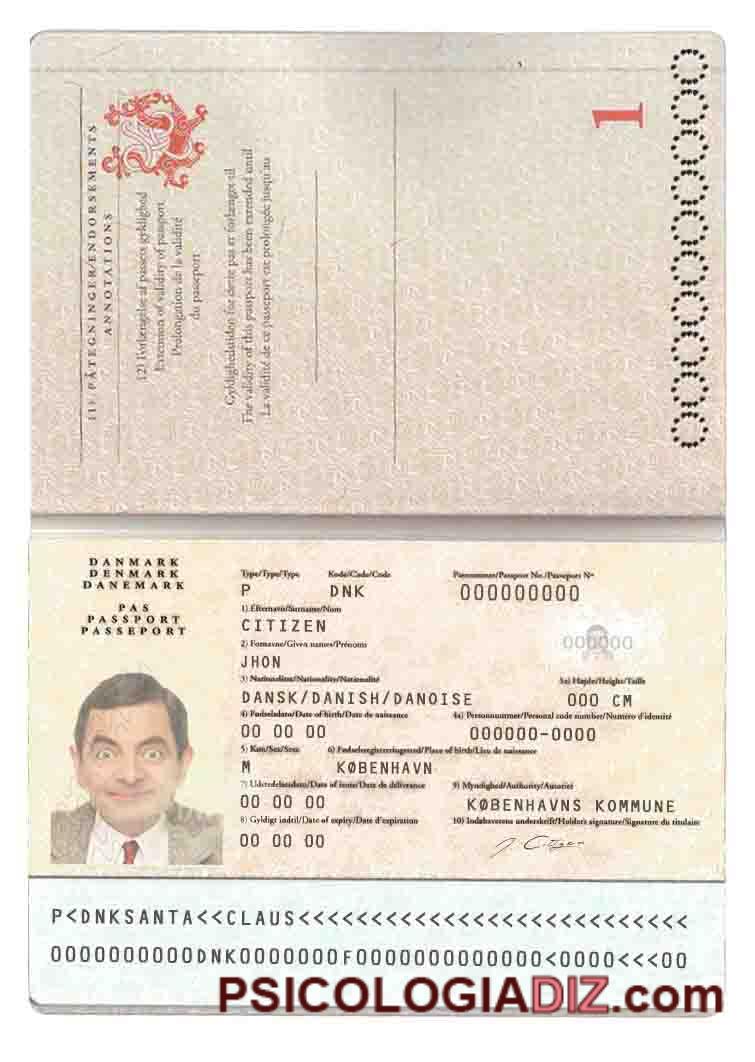 11) PÅTEGNINGER/ENDORSEMENTS
ANNOTATIONS
12) Forlængelse af passets gyldighed
Extension of validity of passport
Prolongation de la validité
du passeport
Gyldighedstiden for dette pas er forlænget til
The validity of this passport has been extended until
La validité de ce passeport est prolongée jusqu'au
1
000000000
DANMARK
DENMARK
DANEMARK
PAS
PASSPORT
PASSEPORT
Type/Type/Type Kode/Code/Code Pasnummer/Passport No./Passeport N°
P DNK 000000000
1) Efternavn/Surname/Nom
CITIZEN
000000
2) Fornavne/Given names/Prénoms
JHON
3) Nationalitet/Nationality/Nationalité 3a) Højde/Height/Taille
DANSK/DANISH/DANOISE 000 CM
4) Fødselsdato/Date of birth/Date de naissance 4a) Personnummer/Personal code number/Numéro d'identité
00 00 00 000000-0000
5) Køn/Sex/Sexe 6) Fødselsregistreringssted/Place of birth/Lieu de naissance
M KØBENHAVN
7) Udstedelsesdato/Date of issue/Date de délivrance 9) Myndighed/Authority/Autorité
00 00 00 KØBENHAVNS KOMMUNE
8) Gyldigt indtil/Date of expiry/Date d'expiration 10) Indehaverens underskrift/Holder's signature/Signature du titulaire
00 00 00 J. Citizen
P<DNKSANTA<<CLAUS<<<<<<<<<<<<<<<<<<<<<<<<<<<
0000000000DNK0000000F00000000000000<0000<<<00
PSICOLOGIADIZ.com